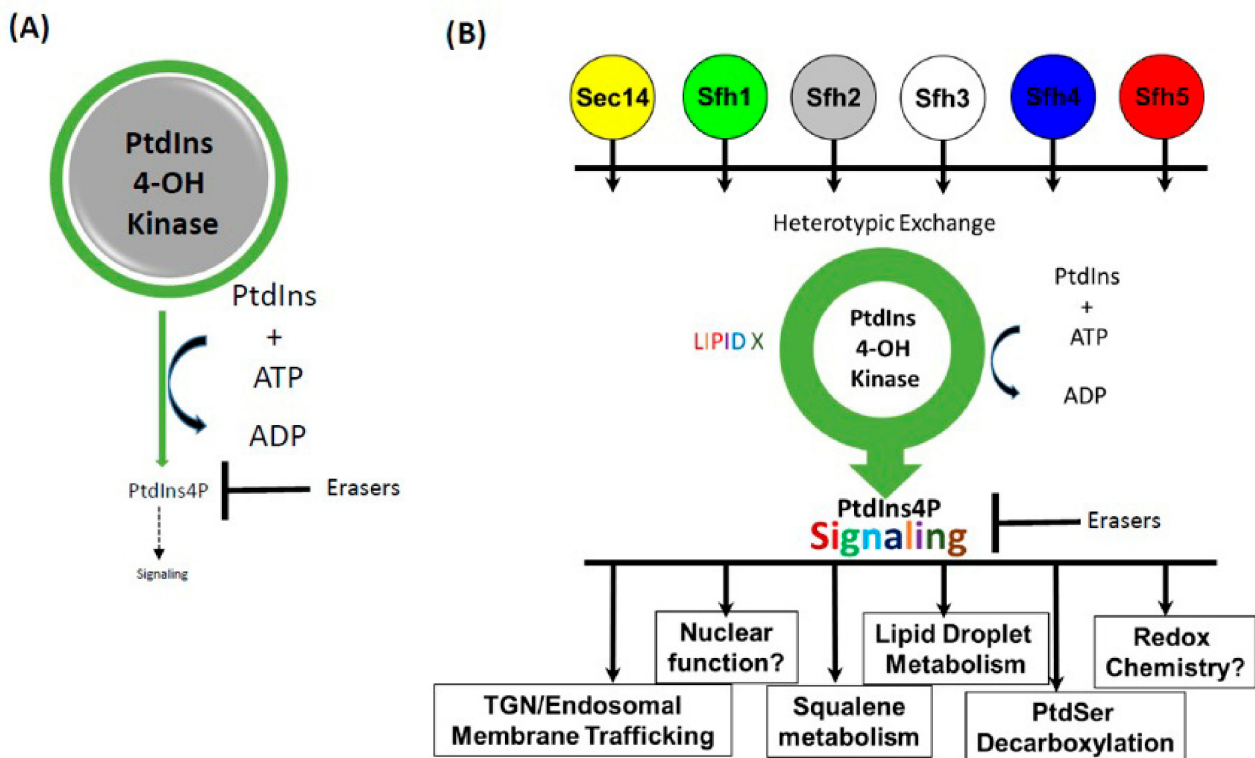 (A)
PtdIns
4-OH
Kinase
PtdIns
+
ATP
ADP
PtdIns4P
Erasers
Signaling
(B)
Sec14
Sfh1
Sfh2
Sfh3
Sfh4
Sfh5
Heterotypic Exchange
LIPID X
PtdIns
4-OH
Kinase
PtdIns
+
ATP
ADP
PtdIns4P
Signaling
Erasers
Nuclear
function?
Lipid Droplet
Metabolism
Redox
Chemistry?
TGN/Endosomal
Membrane Trafficking
Squalene
metabolism
PtdSer
Decarboxylation